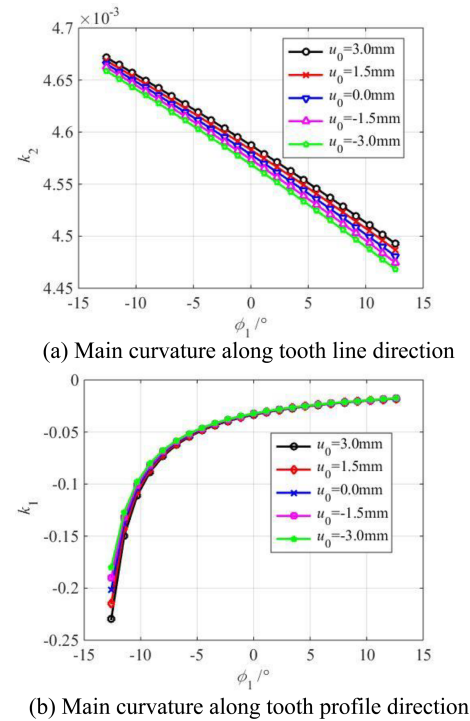 ×10⁻³
4.7
4.65
4.6
4.55
4.5
4.45
k₂
u₀=3.0mm
u₀=1.5mm
u₀=0.0mm
u₀=-1.5mm
u₀=-3.0mm
-15 -10 -5 0 5 10 15
ϕ₁ /°
(a) Main curvature along tooth line direction
0
-0.05
-0.1
-0.15
-0.2
-0.25
k₁
u₀=3.0mm
u₀=1.5mm
u₀=0.0mm
u₀=-1.5mm
u₀=-3.0mm
-15 -10 -5 0 5 10 15
ϕ₁ /°
(b) Main curvature along tooth profile direction